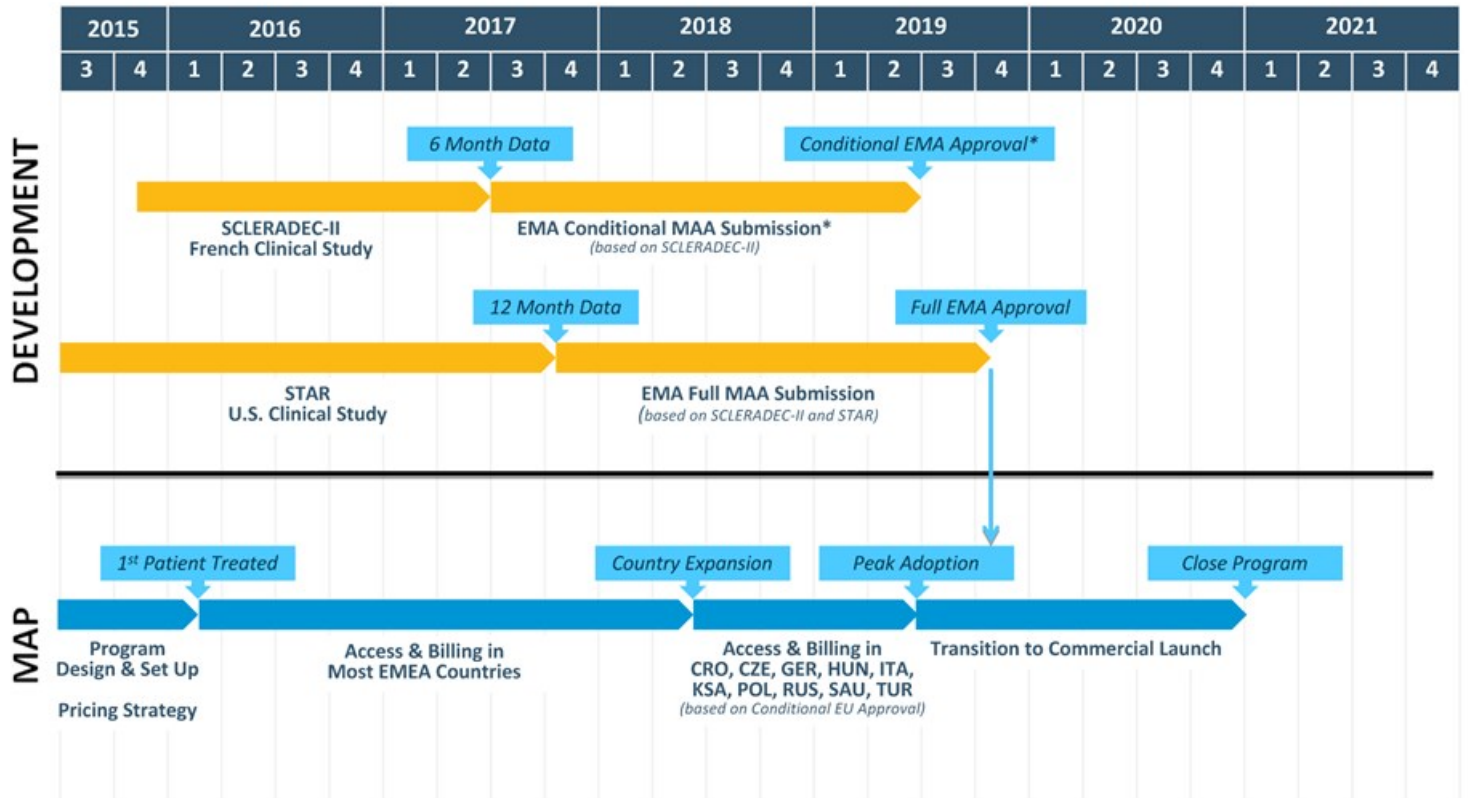 2015 2016 2017 2018 2019 2020 2021
3 4 1 2 3 4 1 2 3 4 1 2 3 4 1 2 3 4 1 2 3 4 1 2 3 4
DEVELOPMENT
6 Month Data
Conditional EMA Approval*
SCLERADEC-II
French Clinical Study
EMA Conditional MAA Submission*
(based on SCLERADEC-II)
12 Month Data
Full EMA Approval
STAR
U.S. Clinical Study
EMA Full MAA Submission
(based on SCLERADEC-II and STAR)
MAP
1st Patient Treated
Country Expansion
Peak Adoption
Close Program
Program
Design & Set Up
Pricing Strategy
Access & Billing in
Most EMEA Countries
Access & Billing in
CRO, CZE, GER, HUN, ITA,
KSA, POL, RUS, SAU, TUR
(based on Conditional EU Approval)
Transition to Commercial Launch